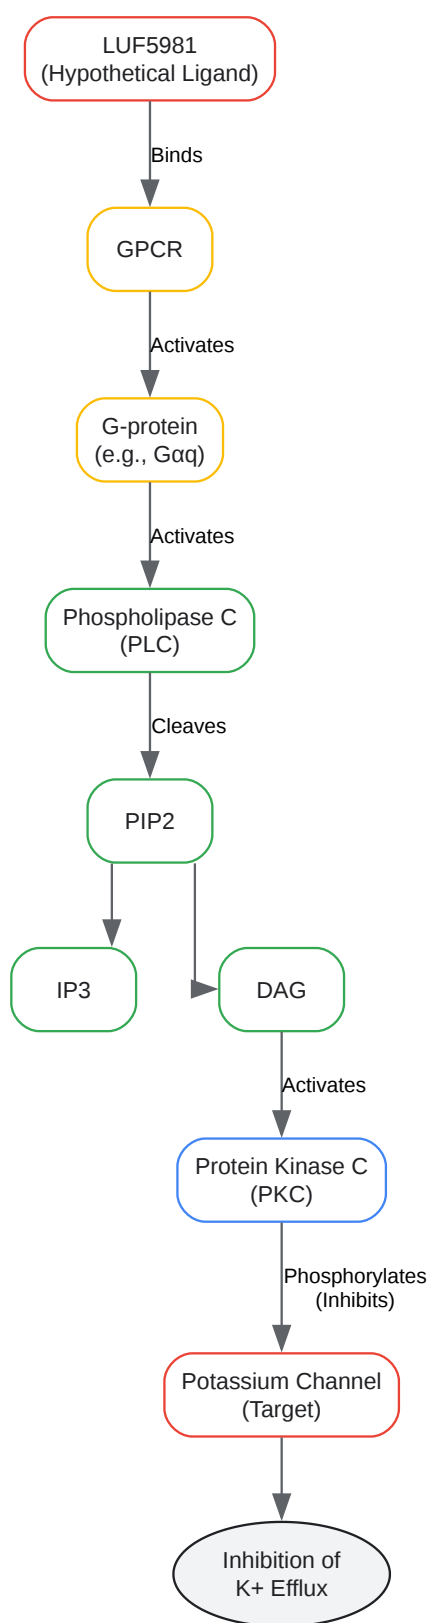 LUF5981
(Hypothetical Ligand)
Binds
GPCR
Activates
G-protein
(e.g., Gαq)
Activates
Phospholipase C
(PLC)
Cleaves
PIP2
IP3
DAG
Activates
Protein Kinase C
(PKC)
Phosphorylates
(Inhibits)
Potassium Channel
(Target)
Inhibition of
K+ Efflux